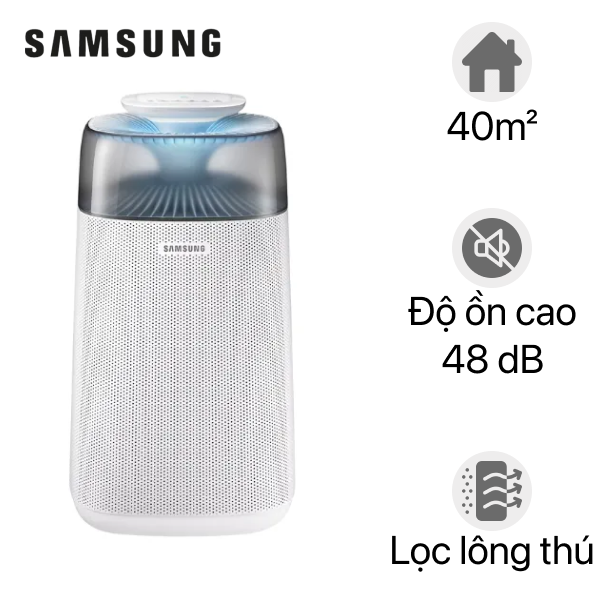 SAMSUNG
40m²
SAMSUNG
Độ ồn cao
48 dB
Lọc lông thú